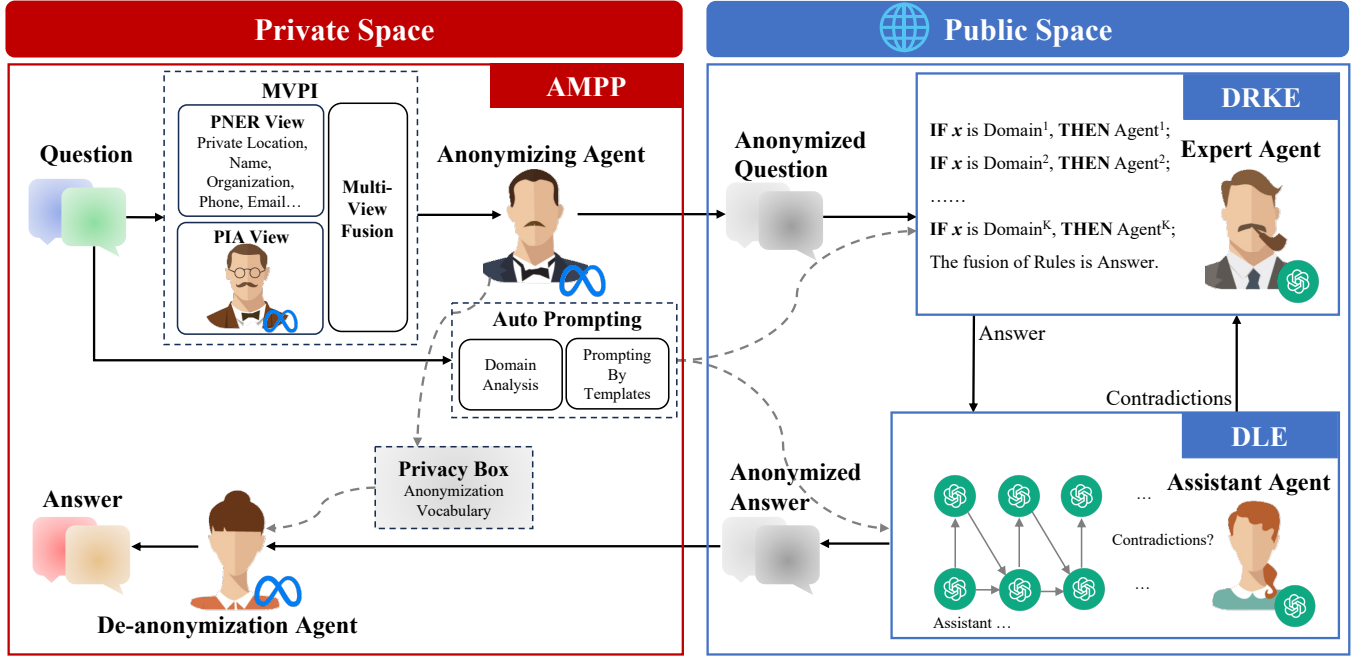 Private Space
Public Space
AMPP
MVPI
PNER View
Private Location,
Name,
Organization,
Phone, Email…
PIA View
Multi-
View
Fusion
Question
Anonymizing Agent
Auto Prompting
Domain
Analysis
Prompting
By
Templates
Privacy Box
Anonymization
Vocabulary
Answer
De-anonymization Agent
Anonymized
Question
DRKE
IF x is Domain¹, THEN Agent¹;
IF x is Domain², THEN Agent²;
……
IF x is Domainᴷ, THEN Agentᴷ;
The fusion of Rules is Answer.
Expert Agent
Answer
Contradictions
Anonymized
Answer
DLE
Assistant Agent
...
Contradictions?
...
Assistant …